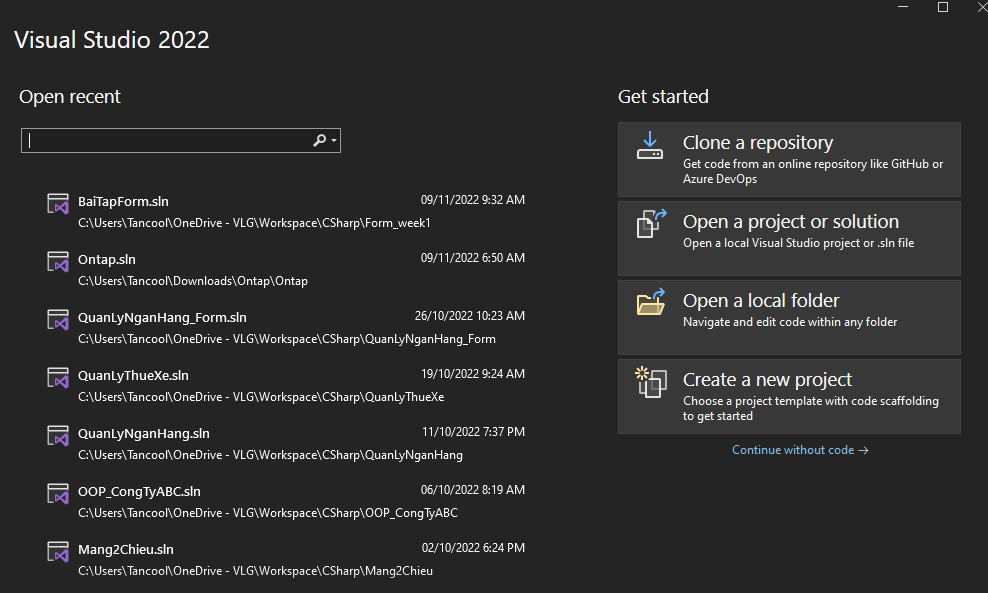 Visual Studio 2022
Open recent
BaiTapForm.sln 09/11/2022 9:32 AM
C:\Users\Tancool\OneDrive - VLG\Workspace\CSharp\Form_week1
Ontap.sln 09/11/2022 6:50 AM
C:\Users\Tancool\Downloads\Ontap\Ontap
QuanLyNganHang_Form.sln 26/10/2022 10:23 AM
C:\Users\Tancool\OneDrive - VLG\Workspace\CSharp\QuanLyNganHang_Form
QuanLyThueXe.sln 19/10/2022 9:24 AM
C:\Users\Tancool\OneDrive - VLG\Workspace\CSharp\QuanLyThueXe
QuanLyNganHang.sln 11/10/2022 7:37 PM
C:\Users\Tancool\OneDrive - VLG\Workspace\CSharp\QuanLyNganHang
OOP_CongTyABC.sln 06/10/2022 8:19 AM
C:\Users\Tancool\OneDrive - VLG\Workspace\CSharp\OOP_CongTyABC
Mang2Chieu.sln 02/10/2022 6:24 PM
C:\Users\Tancool\OneDrive - VLG\Workspace\CSharp\Mang2Chieu
Get started
Clone a repository
Get code from an online repository like GitHub or
Azure DevOps
Open a project or solution
Open a local Visual Studio project or .sln file
Open a local folder
Navigate and edit code within any folder
Create a new project
Choose a project template with code scaffolding
to get started
Continue without code →